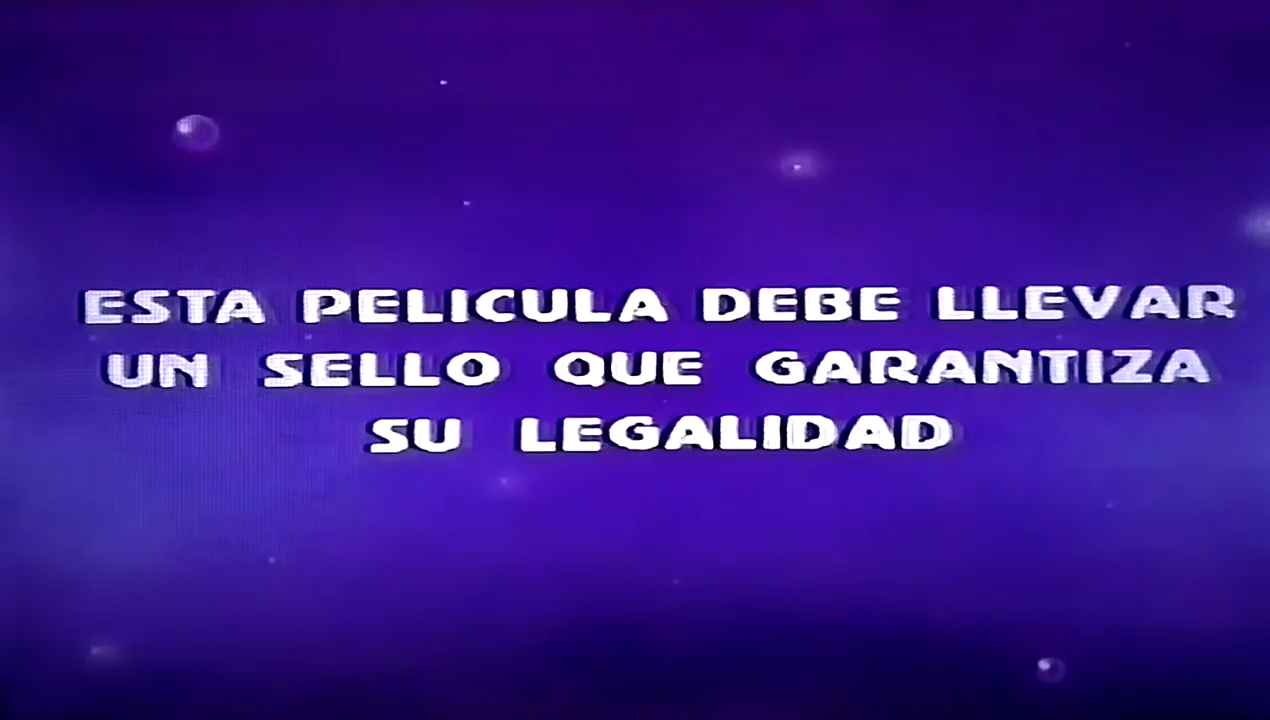 ESTA PELICULA DEBE LLEVAR
UN SELLO QUE GARANTIZA
SU LEGALIDAD